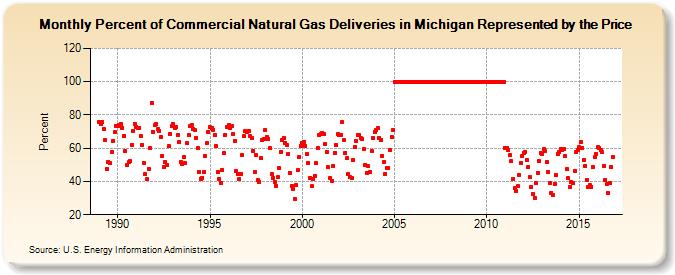 Monthly Percent of Commercial Natural Gas Deliveries in Michigan Represented by the Price
Percent
120
100
80
60
40
20
1990 1995 2000 2005 2010 2015
Source: U.S. Energy Information Administration